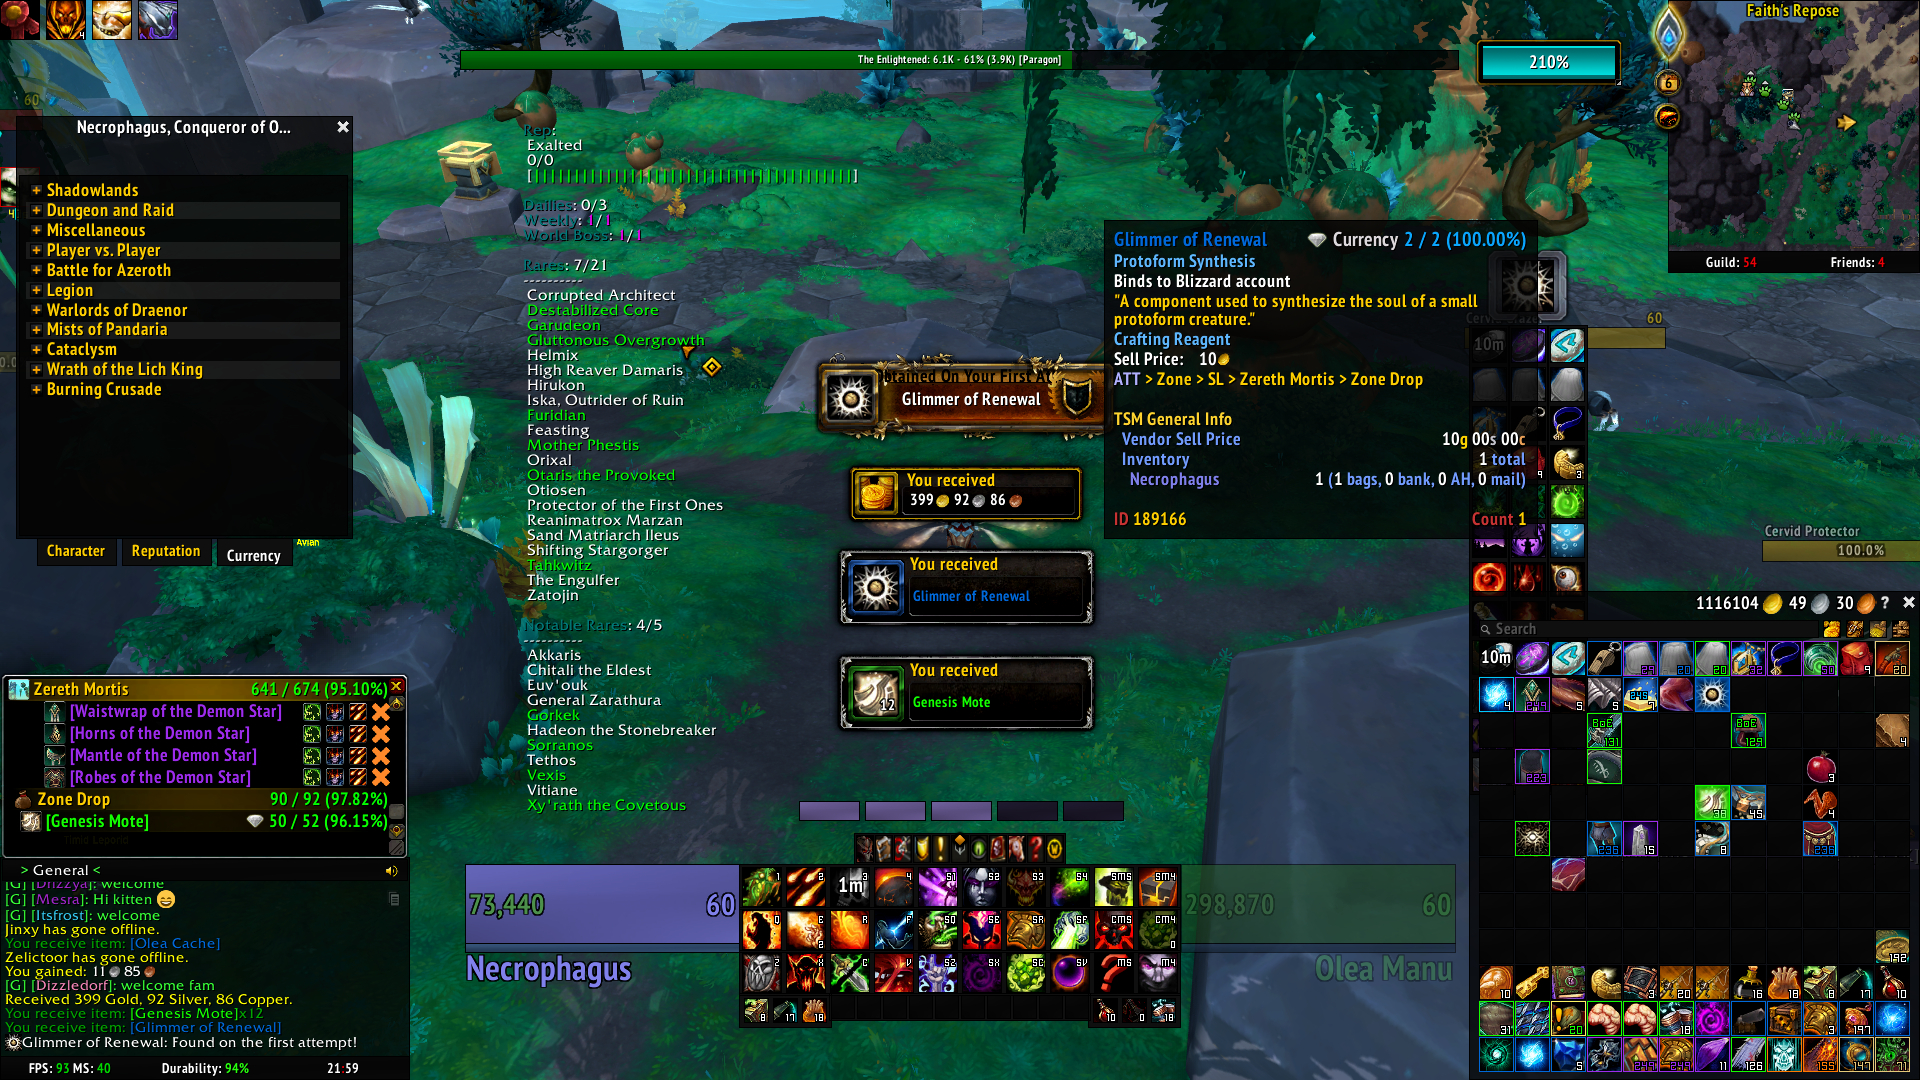 The Enlightened: 6.1K - 61% (3.9K) [Paragon]
210%
Faith's Repose
6
Guild: 54
Friends: 4
60
Necrophagus, Conqueror of O...
+ Shadowlands
+ Dungeon and Raid
+ Miscellaneous
+ Player vs. Player
+ Battle for Azeroth
+ Legion
+ Warlords of Draenor
+ Mists of Pandaria
+ Cataclysm
+ Wrath of the Lich King
+ Burning Crusade
Character
Reputation
Currency
Avian
Rep:
Exalted
0/0
Dailies: 0/3
Weekly: 1/1
World Boss: 1/1
Rares: 7/21
----------
Corrupted Architect
Destabilized Core
Garudeon
Gluttonous Overgrowth
Helmix
High Reaver Damaris
Hirukon
Iska, Outrider of Ruin
Furidian
Feasting
Mother Phestis
Orixal
Otaris the Provoked
Otiosen
Protector of the First Ones
Reanimatrox Marzan
Sand Matriarch Ileus
Shifting Stargorger
Tahkwitz
The Engulfer
Zatojin
Notable Rares: 4/5
----------
Akkaris
Chitali the Eldest
Euv'ouk
General Zarathura
Gorkek
Hadeon the Stonebreaker
Sorranos
Tethos
Vexis
Vitiane
Xy'rath the Covetous
Glimmer of Renewal
You received
399 92 86
You received
Glimmer of Renewal
You received
12
Genesis Mote
Glimmer of Renewal Currency 2 / 2 (100.00%)
Protoform Synthesis
Binds to Blizzard account
"A component used to synthesize the soul of a small
protoform creature."
Crafting Reagent
Sell Price: 10
ATT > Zone > SL > Zereth Mortis > Zone Drop
TSM General Info
Vendor Sell Price 10g 00s 00c
Inventory 1 total
Necrophagus 1 (1 bags, 0 bank, 0 AH, 0 mail)
ID 189166 Count 1
60
10m
Cervid Protector
100.0%
1116104 49 30 ?
Search
10m
Zereth Mortis 641 / 674 (95.10%)
[Waistwrap of the Demon Star]
[Horns of the Demon Star]
[Mantle of the Demon Star]
[Robes of the Demon Star]
Zone Drop 90 / 92 (97.82%)
[Genesis Mote] 50 / 52 (96.15%)
> General <
[G] [Drizzya]: welcome
[G] [Mesra]: Hi kitten 😄
[G] [Itsfrost]: welcome
Jinxy has gone offline.
You receive item: [Olea Cache]
Zelictoor has gone offline.
You gained: 11 85
[G] [Dizzledorf]: welcome fam
Received 399 Gold, 92 Silver, 86 Copper.
You receive item: [Genesis Mote]x12
You receive item: [Glimmer of Renewal]
Glimmer of Renewal: Found on the first attempt!
FPS: 93 MS: 40
Durability: 94%
21:59
73,440 60
Necrophagus
1m
298,870 60
Olea Manu